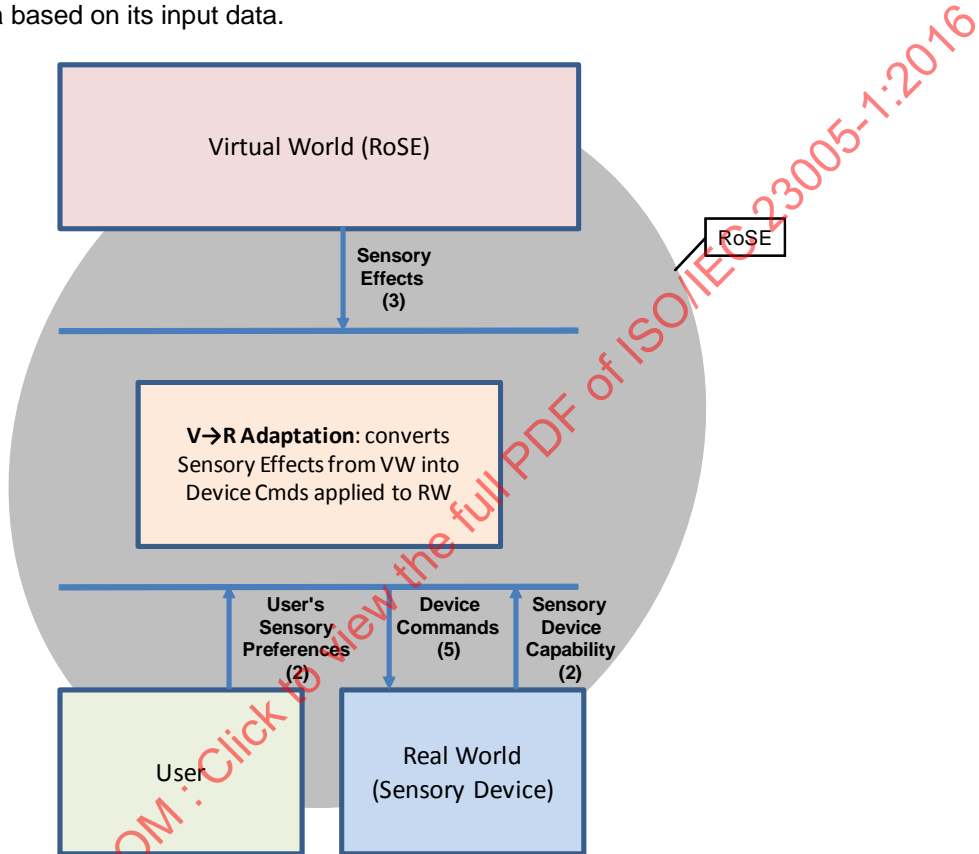 based on its input data.
Virtual World (RoSE)
RoSE
Sensory
Effects
(3)
V→R Adaptation: converts
Sensory Effects from VW into
Device Cmds applied to RW
User's
Sensory
Preferences
(2)
Device
Commands
(5)
Sensory
Device
Capability
(2)
User
Real World
(Sensory Device)
OM : Click to view the full PDF of ISO/IEC 23005-1:2016